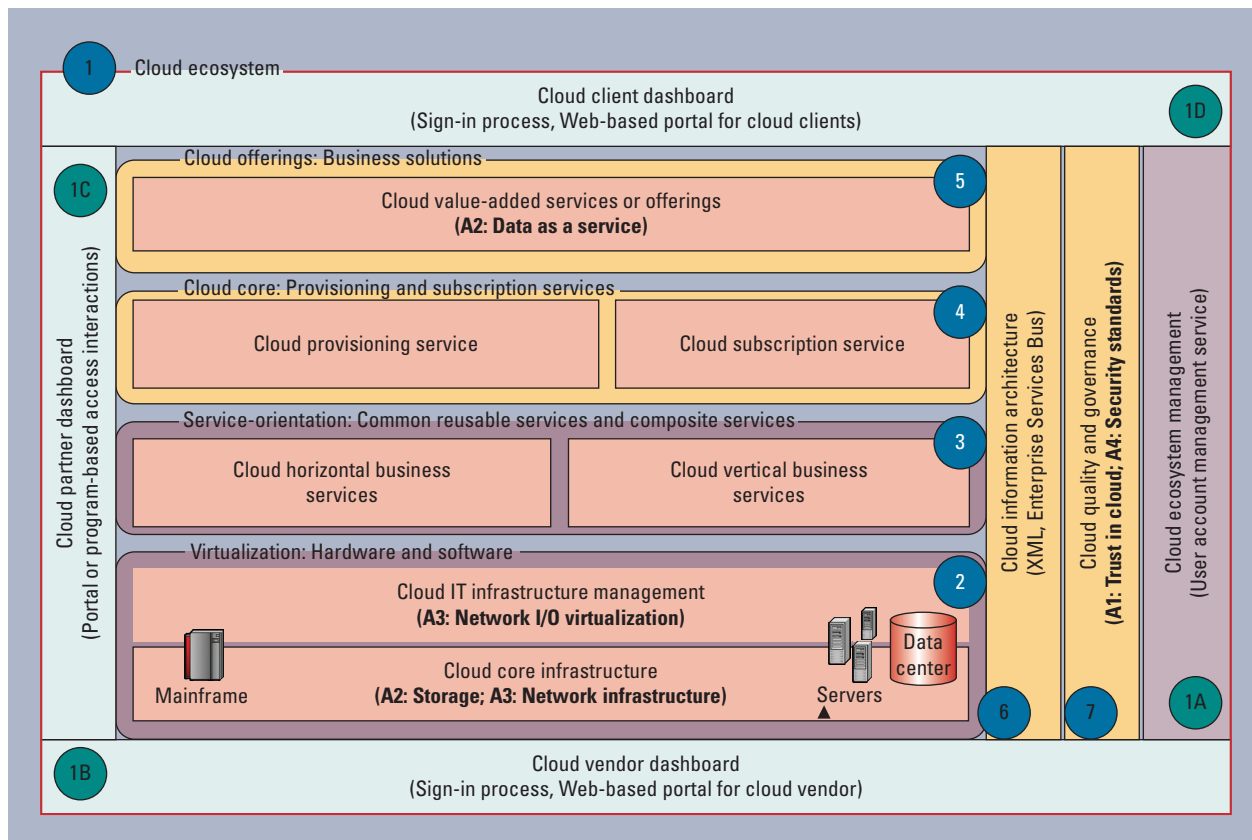 1
Cloud ecosystem
Cloud client dashboard
(Sign-in process, Web-based portal for cloud clients)
1D
1C
Cloud partner dashboard
(Portal or program-based access interactions)
Cloud offerings: Business solutions
5
Cloud value-added services or offerings
(A2: Data as a service)
Cloud core: Provisioning and subscription services
4
Cloud provisioning service
Cloud subscription service
Service-orientation: Common reusable services and composite services
3
Cloud horizontal business
services
Cloud vertical business
services
Virtualization: Hardware and software
2
Cloud IT infrastructure management
(A3: Network I/O virtualization)
Mainframe
Cloud core infrastructure
(A2: Storage; A3: Network infrastructure)
Servers
Data
center
Cloud information architecture
(XML, Enterprise Services Bus)
6
Cloud quality and governance
(A1: Trust in cloud; A4: Security standards)
7
Cloud ecosystem management
(User account management service)
1A
1B
Cloud vendor dashboard
(Sign-in process, Web-based portal for cloud vendor)